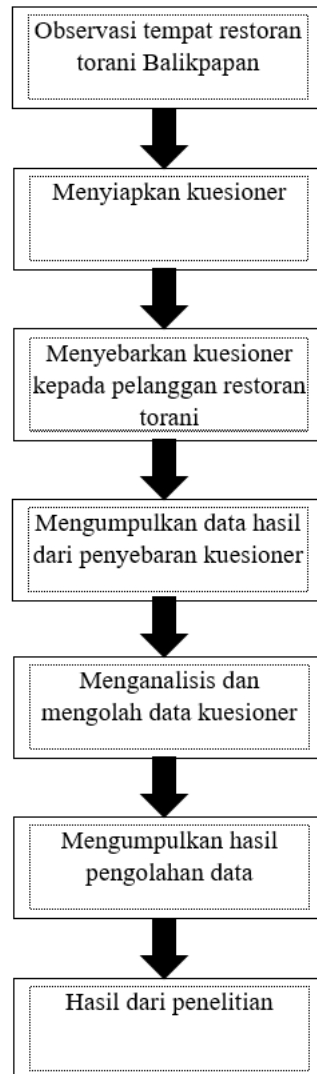 Observasi tempat restoran
torani Balikpapan
Menyiapkan kuesioner
Menyebarkan kuesioner
kepada pelanggan restoran
torani
Mengumpulkan data hasil
dari penyebaran kuesioner
Menganalisis dan
mengolah data kuesioner
Mengumpulkan hasil
pengolahan data
Hasil dari penelitian